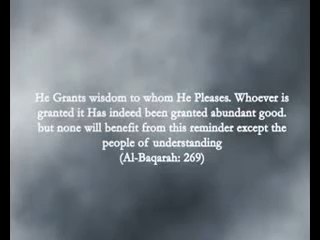 He Grants wisdom to whom He Pleases. Whoever is
granted it Has indeed been granted abundant good.
but none will benefit from this reminder except the
people of understanding
(Al-Baqarah: 269)